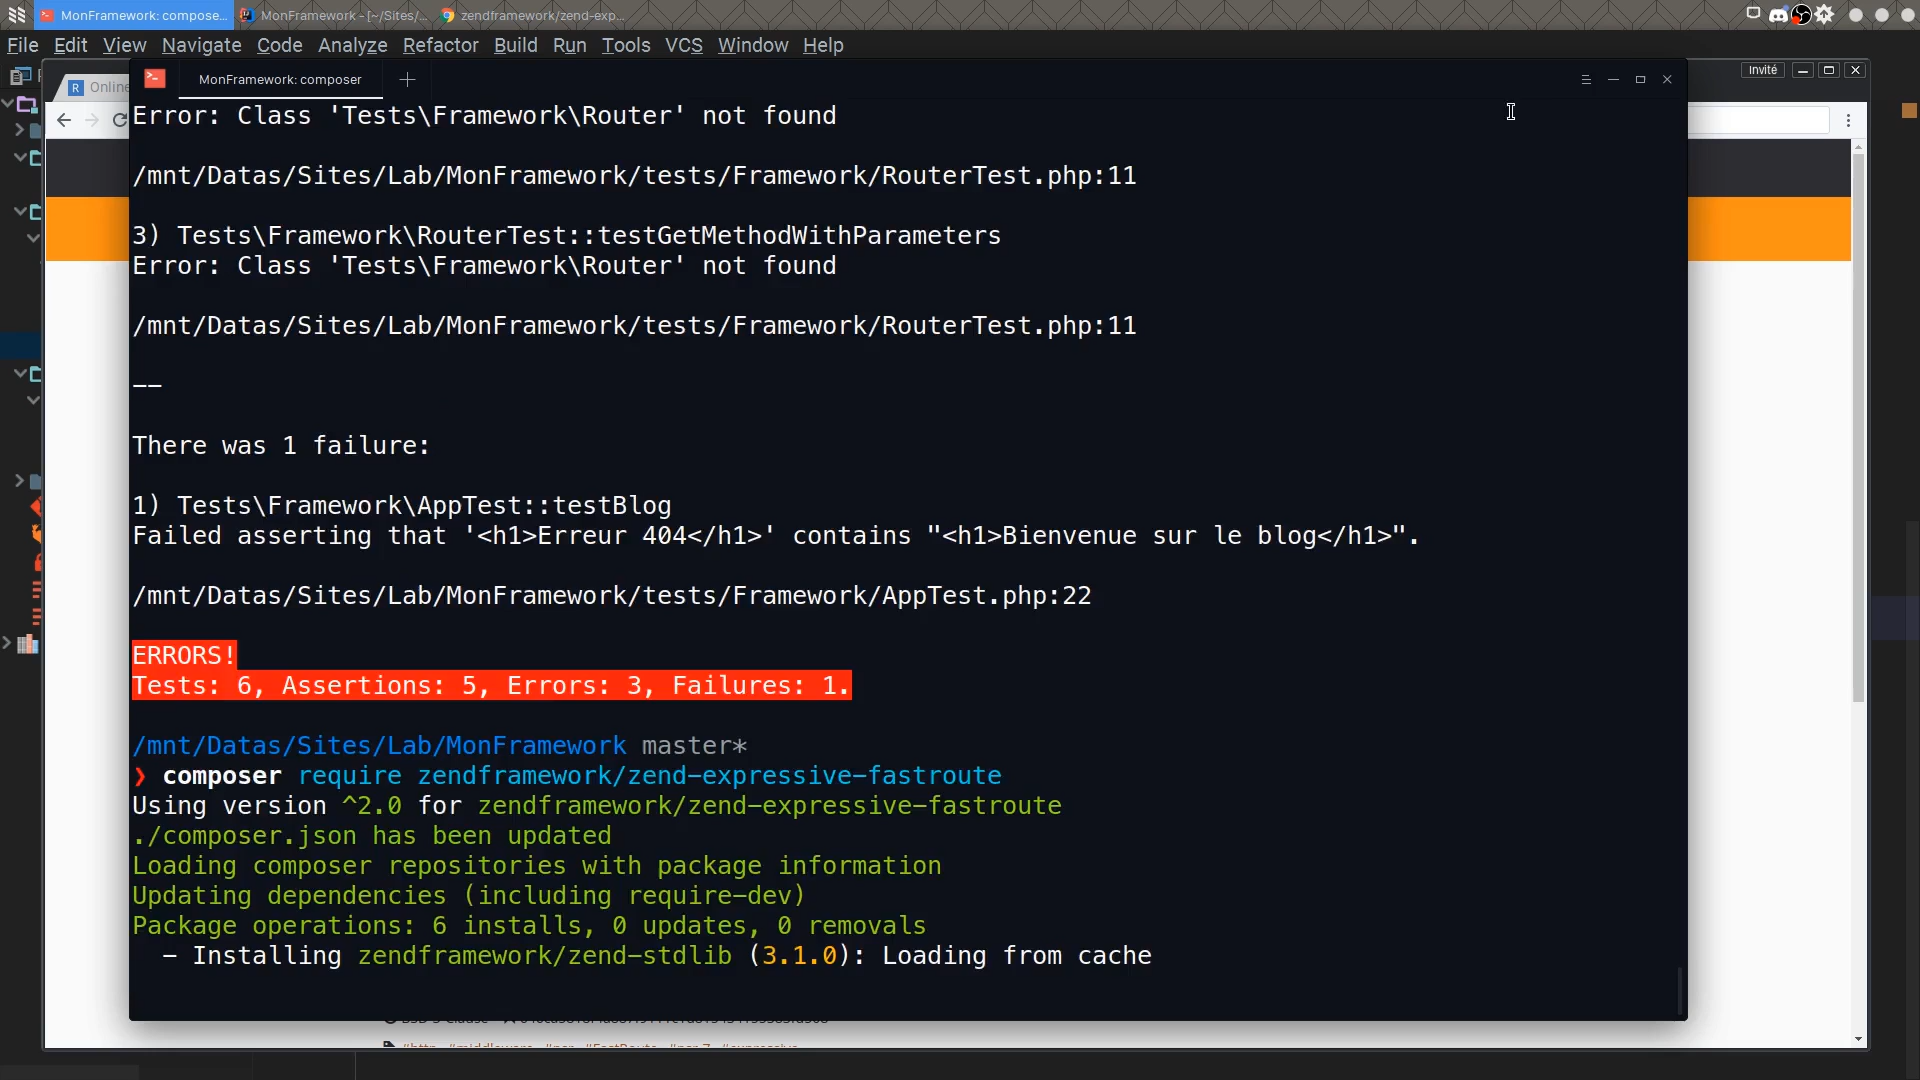 MonFramework: compose...
MonFramework - [~/Sites/...
zendframework/zend-exp...
File Edit View Navigate Code Analyze Refactor Build Run Tools VCS Window Help
Online
MonFramework: composer
Invité
Error: Class 'Tests\Framework\Router' not found
/mnt/Datas/Sites/Lab/MonFramework/tests/Framework/RouterTest.php:11
3) Tests\Framework\RouterTest::testGetMethodWithParameters
Error: Class 'Tests\Framework\Router' not found
/mnt/Datas/Sites/Lab/MonFramework/tests/Framework/RouterTest.php:11
--
There was 1 failure:
1) Tests\Framework\AppTest::testBlog
Failed asserting that '<h1>Erreur 404</h1>' contains "<h1>Bienvenue sur le blog</h1>".
/mnt/Datas/Sites/Lab/MonFramework/tests/Framework/AppTest.php:22
ERRORS!
Tests: 6, Assertions: 5, Errors: 3, Failures: 1.
/mnt/Datas/Sites/Lab/MonFramework master*
❯ composer require zendframework/zend-expressive-fastroute
Using version ^2.0 for zendframework/zend-expressive-fastroute
./composer.json has been updated
Loading composer repositories with package information
Updating dependencies (including require-dev)
Package operations: 6 installs, 0 updates, 0 removals
- Installing zendframework/zend-stdlib (3.1.0): Loading from cache